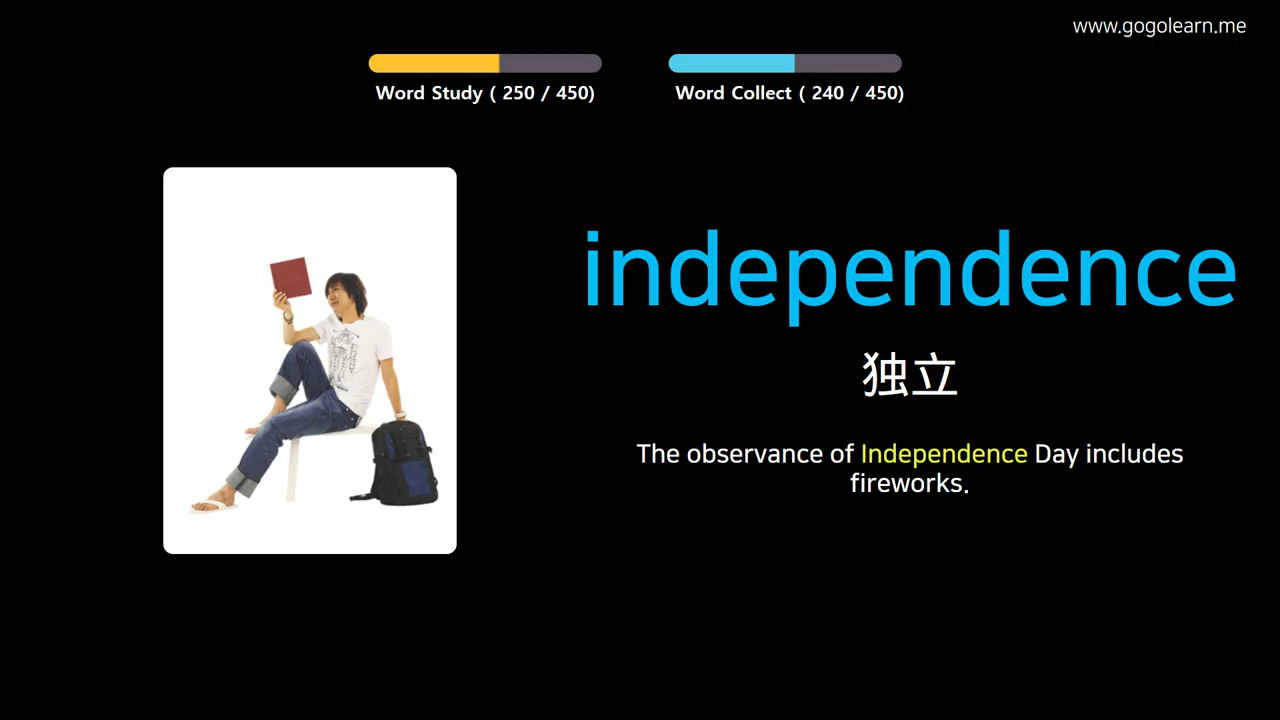 www.gogolearn.me
Word Study ( 250 / 450)
Word Collect ( 240 / 450)
independence
独立
The observance of Independence Day includes
fireworks.